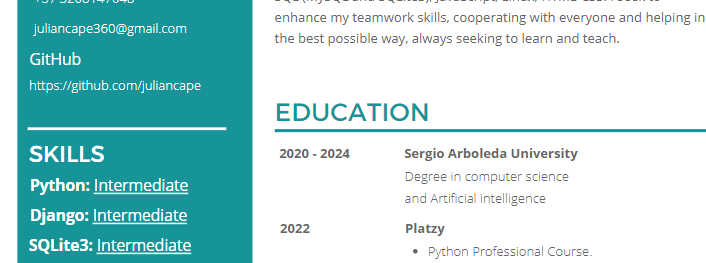 juliancape360@gmail.com
GitHub
https://github.com/juliancape
SKILLS
Python: Intermediate
Django: Intermediate
SQLite3: Intermediate
enhance my teamwork skills, cooperating with everyone and helping in
the best possible way, always seeking to learn and teach.
EDUCATION
2020 - 2024 Sergio Arboleda University
Degree in computer science
and Artificial intelligence
2022 Platzy
• Python Professional Course.